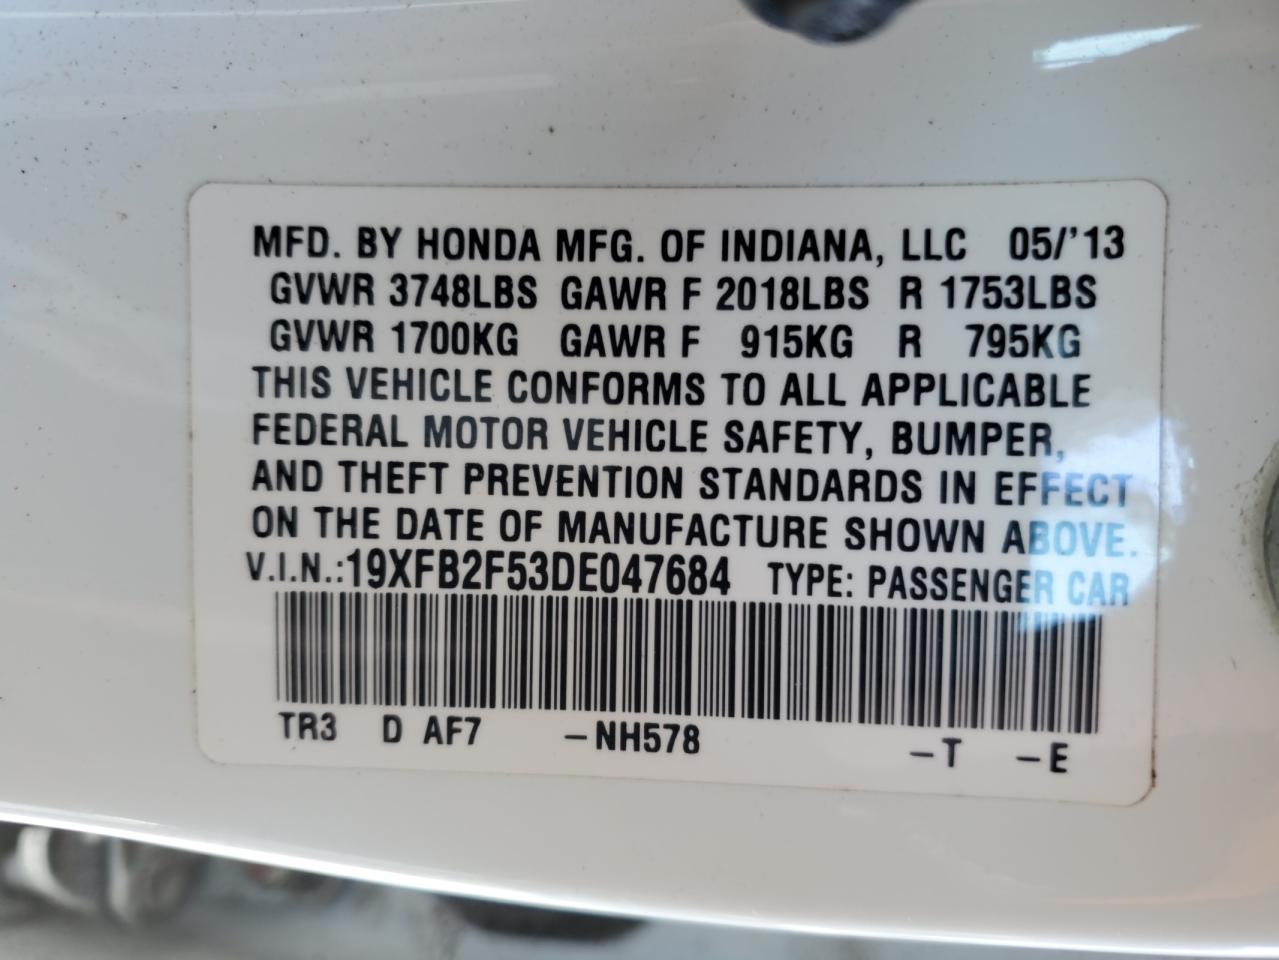 MFD. BY HONDA MFG. OF INDIANA, LLC 05/'13
GVWR 3748LBS GAWR F 2018LBS R 1753LBS
GVWR 1700KG GAWR F 915KG R 795KG
THIS VEHICLE CONFORMS TO ALL APPLICABLE
FEDERAL MOTOR VEHICLE SAFETY, BUMPER,
AND THEFT PREVENTION STANDARDS IN EFFECT
ON THE DATE OF MANUFACTURE SHOWN ABOVE.
V.I.N.:19XFB2F53DE047684 TYPE: PASSENGER CAR
TR3 D AF7 -NH578 -T -E